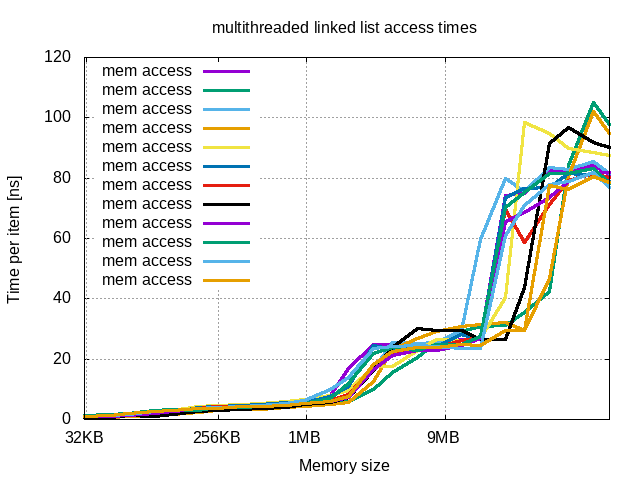 multithreaded linked list access times
120
100
80
60
40
20
0
Time per item [ns]
mem access
mem access
mem access
mem access
mem access
mem access
mem access
mem access
mem access
mem access
mem access
mem access
32KB 256KB 1MB 9MB
Memory size